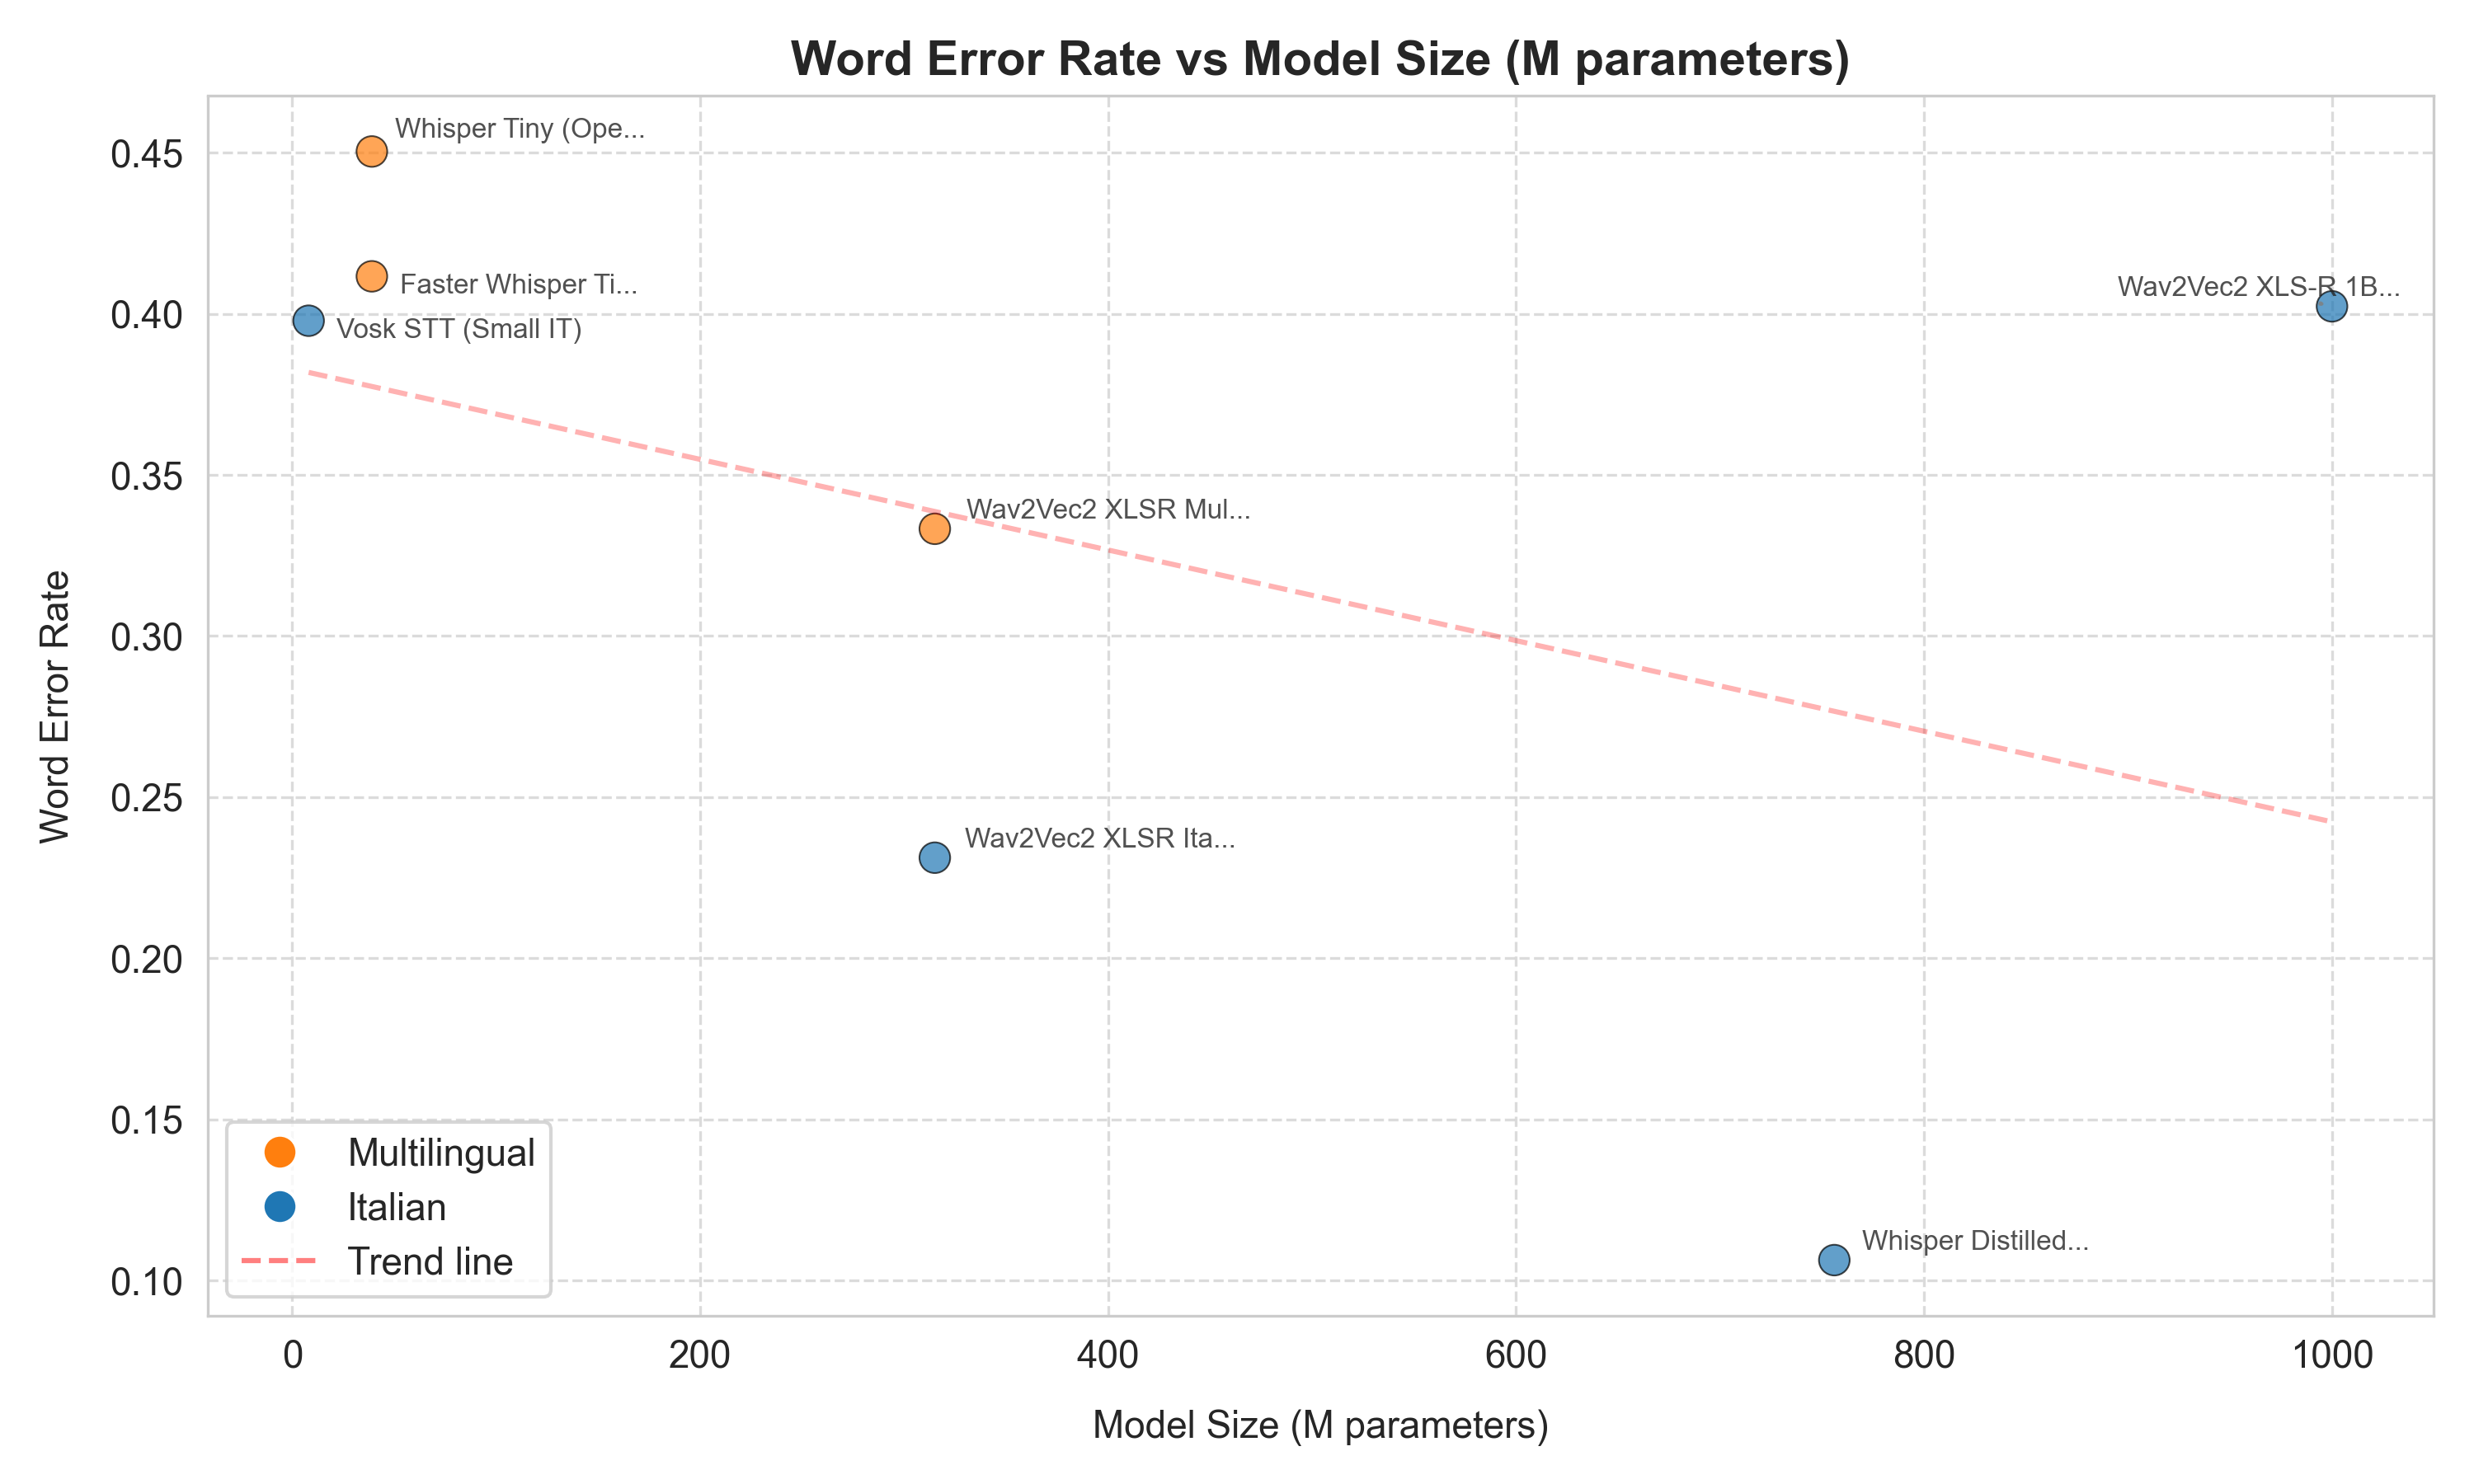 Word Error Rate vs Model Size (M parameters)
Whisper Tiny (Ope...
0.45
Faster Whisper Ti...
Wav2Vec2 XLS-R 1B...
0.40
Vosk STT (Small IT)
0.35
Wav2Vec2 XLSR Mul...
0.30
Word Error Rate
0.25
Wav2Vec2 XLSR Ita...
0.20
0.15
Multilingual
Italian
Trend line
Whisper Distilled...
0.10
0
200
400
600
800
1000
Model Size (M parameters)